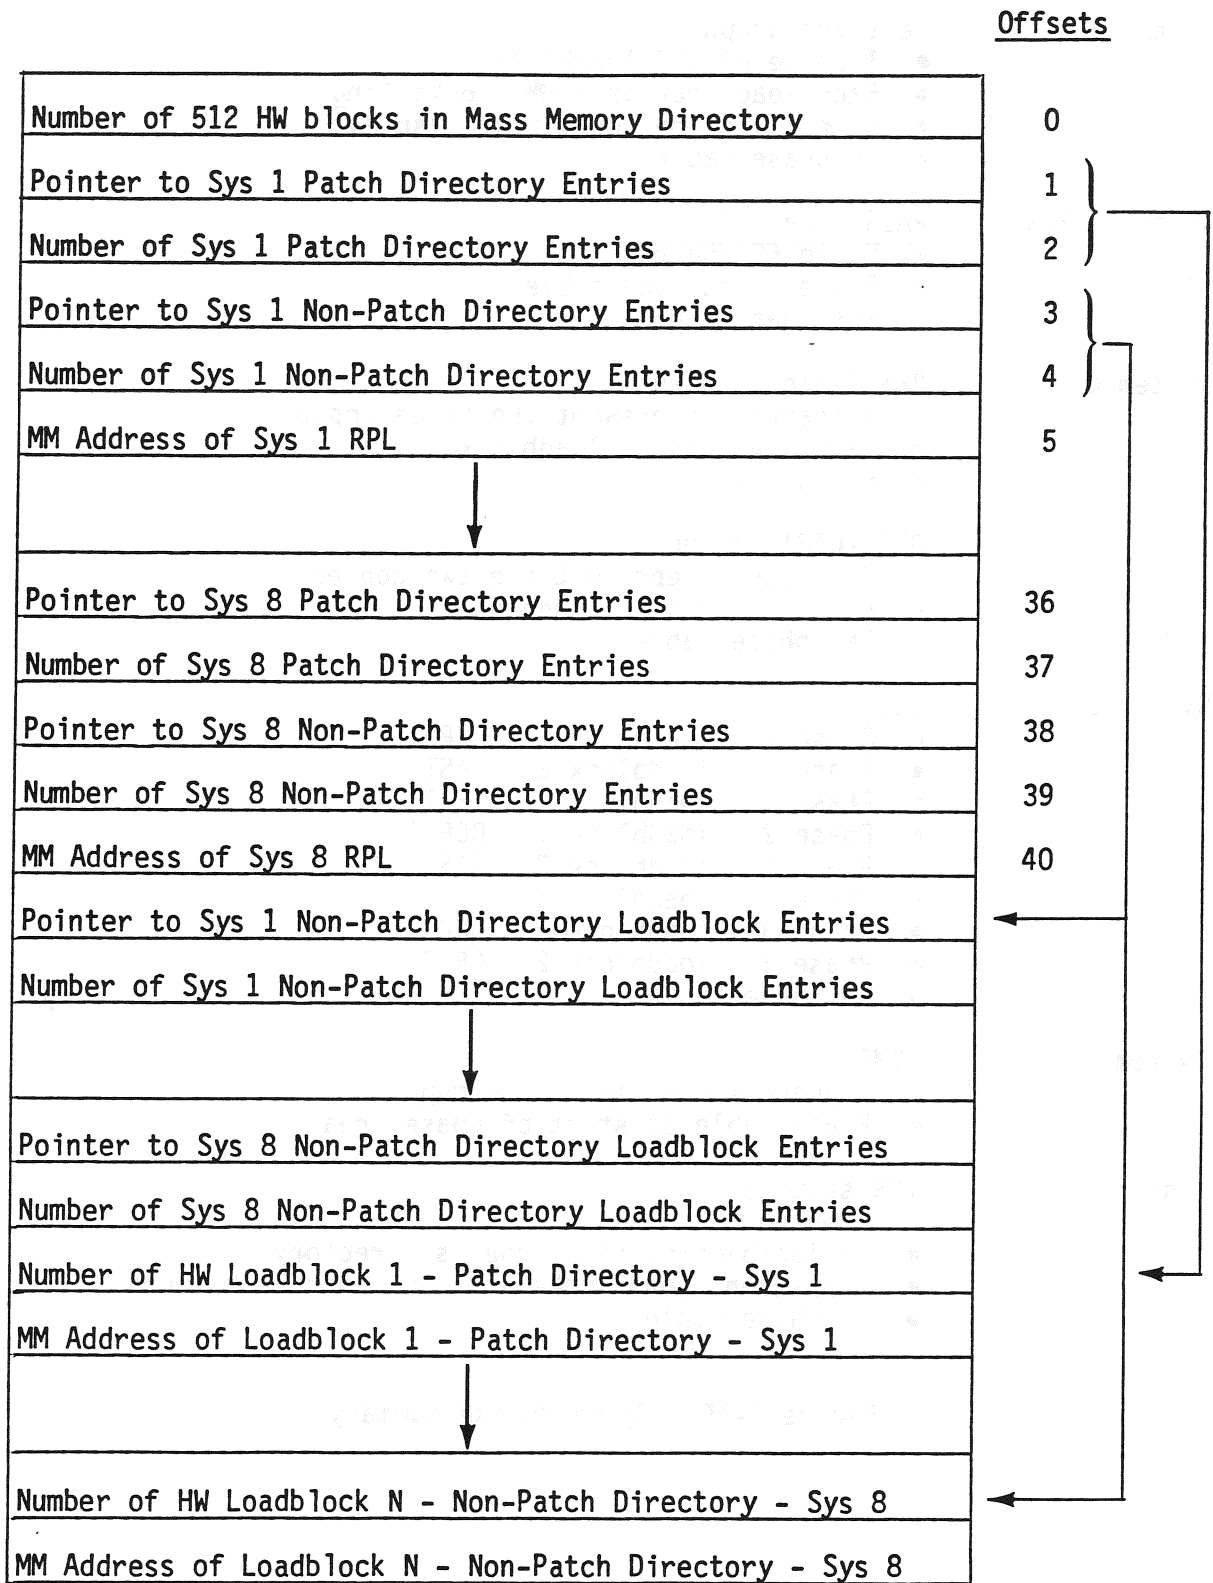 Offsets
Number of 512 HW blocks in Mass Memory Directory 0
Pointer to Sys 1 Patch Directory Entries 1
Number of Sys 1 Patch Directory Entries 2
Pointer to Sys 1 Non-Patch Directory Entries 3
Number of Sys 1 Non-Patch Directory Entries 4
MM Address of Sys 1 RPL 5
Pointer to Sys 8 Patch Directory Entries 36
Number of Sys 8 Patch Directory Entries 37
Pointer to Sys 8 Non-Patch Directory Entries 38
Number of Sys 8 Non-Patch Directory Entries 39
MM Address of Sys 8 RPL 40
Pointer to Sys 1 Non-Patch Directory Loadblock Entries
Number of Sys 1 Non-Patch Directory Loadblock Entries
Pointer to Sys 8 Non-Patch Directory Loadblock Entries
Number of Sys 8 Non-Patch Directory Loadblock Entries
Number of HW Loadblock 1 - Patch Directory - Sys 1
MM Address of Loadblock 1 - Patch Directory - Sys 1
Number of HW Loadblock N - Non-Patch Directory - Sys 8
MM Address of Loadblock N - Non-Patch Directory - Sys 8